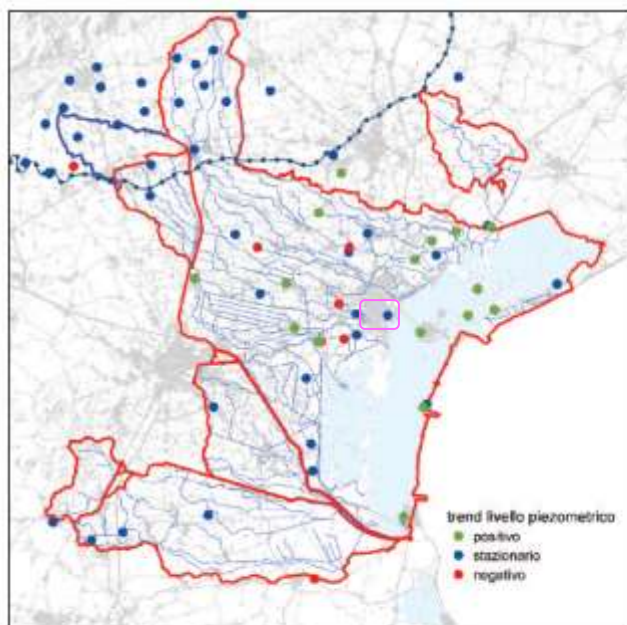 trend livello piezometrico
positivo
stazionario
negativo